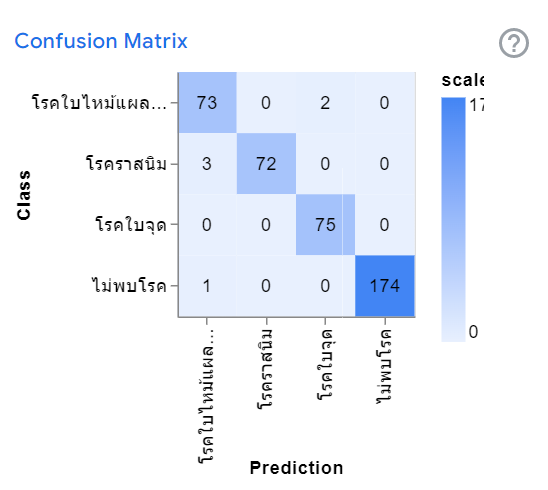 Confusion Matrix
?
scale
17
โรคใบไหม้แผล... 73 0 2 0
โรคราสนิม 3 72 0 0
โรคใบจุด 0 0 75 0
ไม่พบโรค 1 0 0 174
0
Class
โรคใบไหม้แผล...
โรคราสนิม
โรคใบจุด
ไม่พบโรค
Prediction